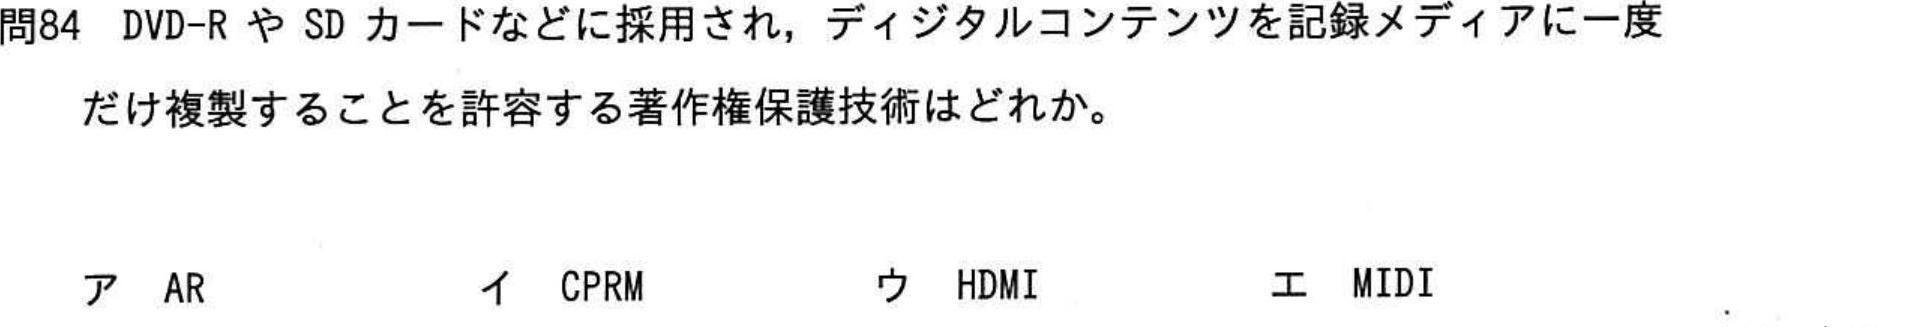 問84　DVD-R や SD カードなどに採用され，ディジタルコンテンツを記録メディアに一度
だけ複製することを許容する著作権保護技術はどれか。
ア　AR　イ　CPRM　ウ　HDMI　エ　MIDI